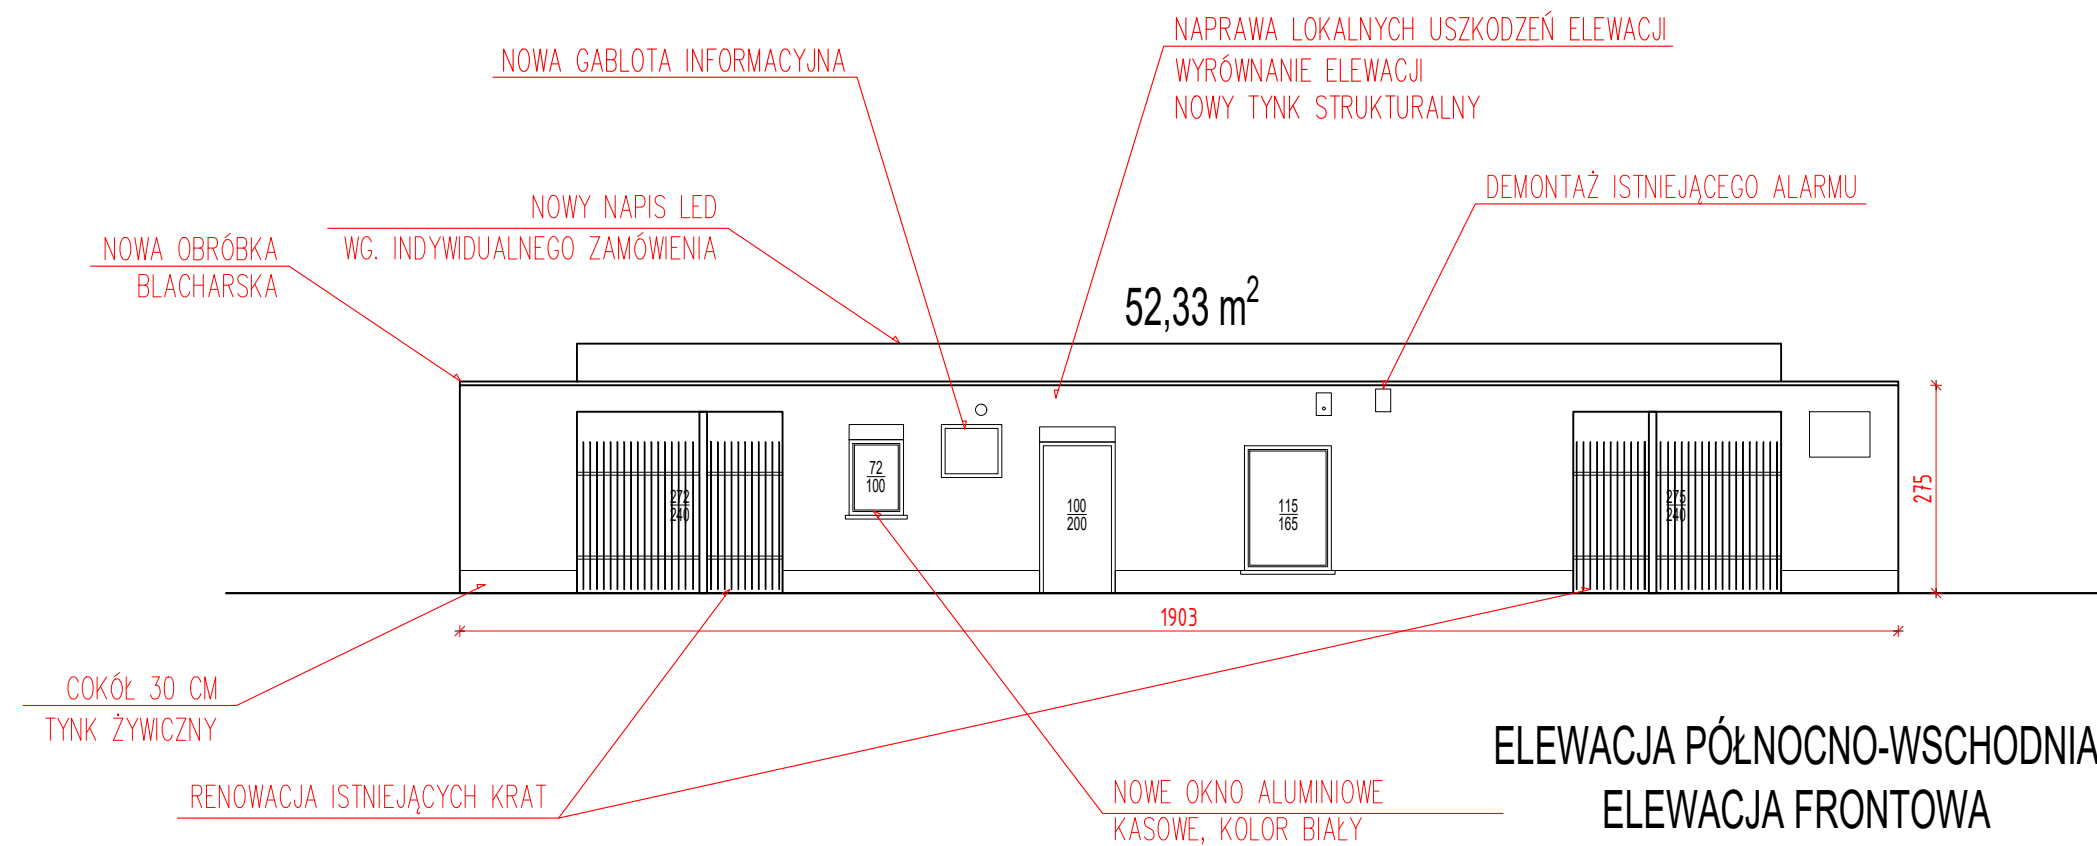 NAPRAWA LOKALNYCH USZKODZEŃ ELEWACJI
WYRÓWNANIE ELEWACJI
NOWY TYNK STRUKTURALNY
NOWA GABLOTA INFORMACYJNA
DEMONTAŻ ISTNIEJĄCEGO ALARMU
NOWY NAPIS LED
WG. INDYWIDUALNEGO ZAMÓWIENIA
NOWA OBRÓBKA
BLACHARSKA
52,33 m²
272
240
72
100
100
200
115
165
275
240
275
1903
COKÓŁ 30 CM
TYNK ŻYWICZNY
RENOWACJA ISTNIEJĄCYCH KRAT
NOWE OKNO ALUMINIOWE
KASOWE, KOLOR BIAŁY
ELEWACJA PÓŁNOCNO-WSCHODNIA
ELEWACJA FRONTOWA